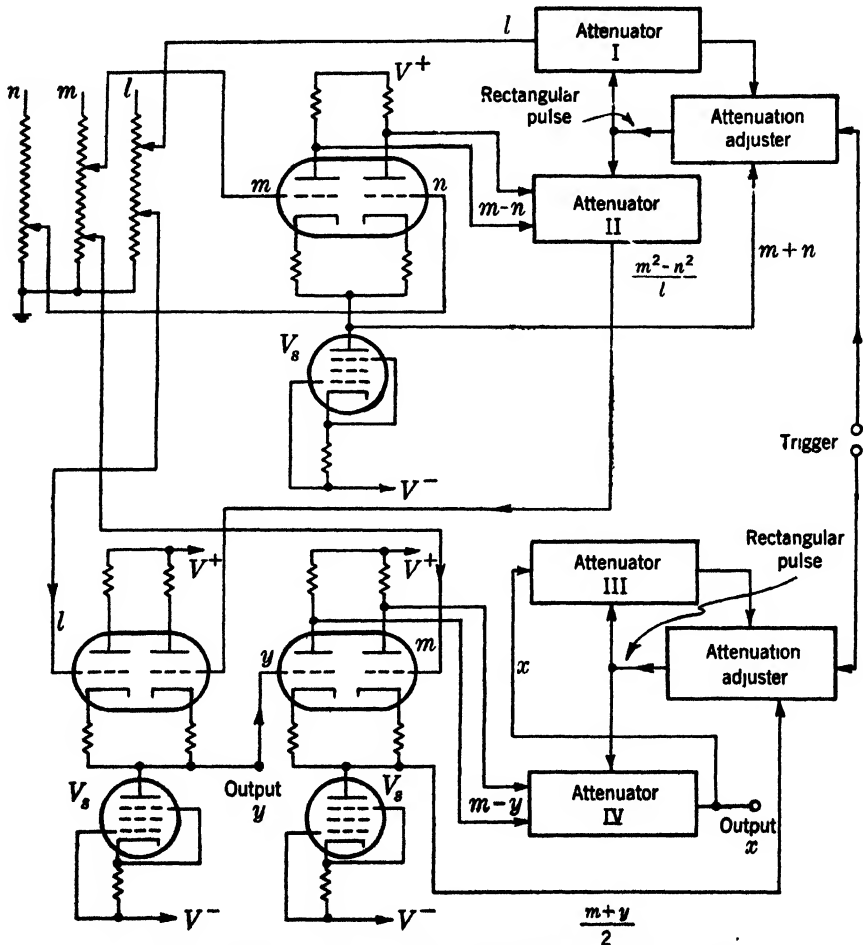 l
Attenuator
I
n
m
l
V+
Rectangular
pulse
Attenuation
adjuster
m
n
m-n
Attenuator
II
m+n
m²-n²
l
Vs
V-
Trigger
Rectangular
pulse
V+
V+
Attenuator
III
l
y
m
x
Attenuation
adjuster
Vs
Output
y
Vs
m-y
Attenuator
IV
Output
x
V-
V-
m+y
2